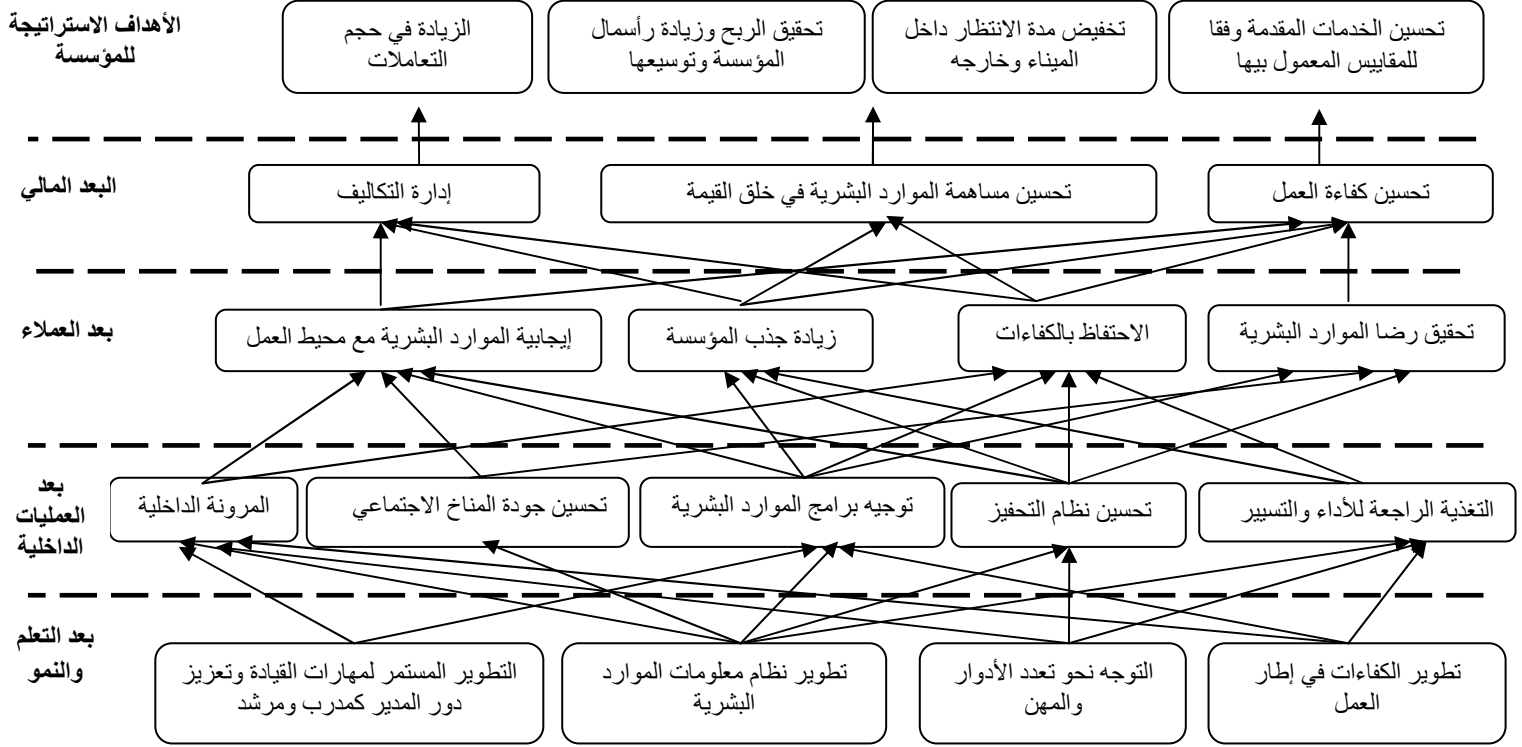 الأهداف الاستراتيجة
للمؤسسة
تحسين الخدمات المقدمة وفقا
للمقاييس المعمول بيها
تخفيض مدة الانتظار داخل
الميناء وخارجه
تحقيق الربح وزيادة رأسمال
المؤسسة وتوسيعها
الزيادة في حجم
التعاملات
البعد المالي
تحسين كفاءة العمل
تحسين مساهمة الموارد البشرية في خلق القيمة
إدارة التكاليف
بعد العملاء
تحقيق رضا الموارد البشرية
الاحتفاظ بالكفاءات
زيادة جذب المؤسسة
إيجابية الموارد البشرية مع محيط العمل
بعد
العمليات
الداخلية
التغذية الراجعة للأداء والتسيير
تحسين نظام التحفيز
توجيه برامج الموارد البشرية
تحسين جودة المناخ الاجتماعي
المرونة الداخلية
بعد التعلم
والنمو
تطوير الكفاءات في إطار
العمل
التوجه نحو تعدد الأدوار
والمهن
تطوير نظام معلومات الموارد
البشرية
التطوير المستمر لمهارات القيادة وتعزيز
دور المدير كمدرب ومرشد